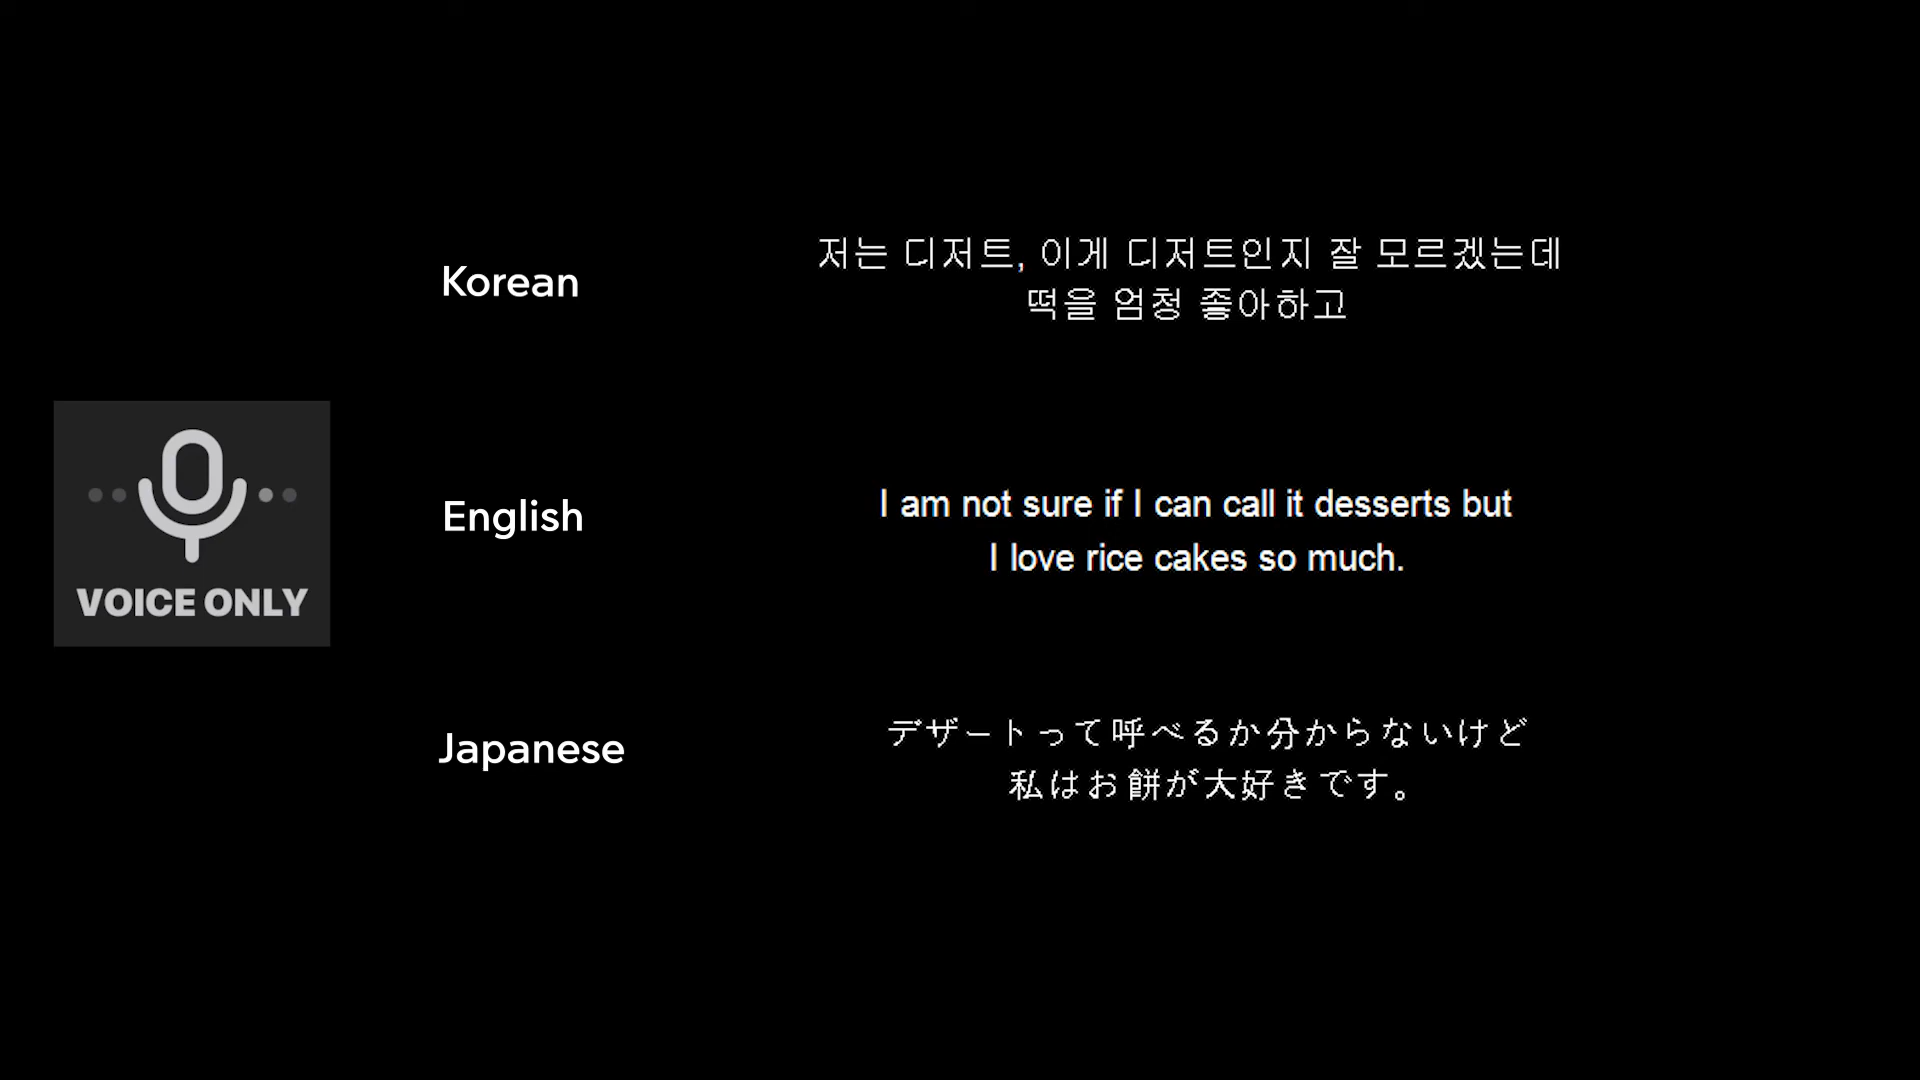 Korean
저는 디저트, 이게 디저트인지 잘 모르겠는데
떡을 엄청 좋아하고
VOICE ONLY
English
I am not sure if I can call it desserts but
I love rice cakes so much.
Japanese
デザートって呼べるか分からないけど
私はお餅が大好きです。